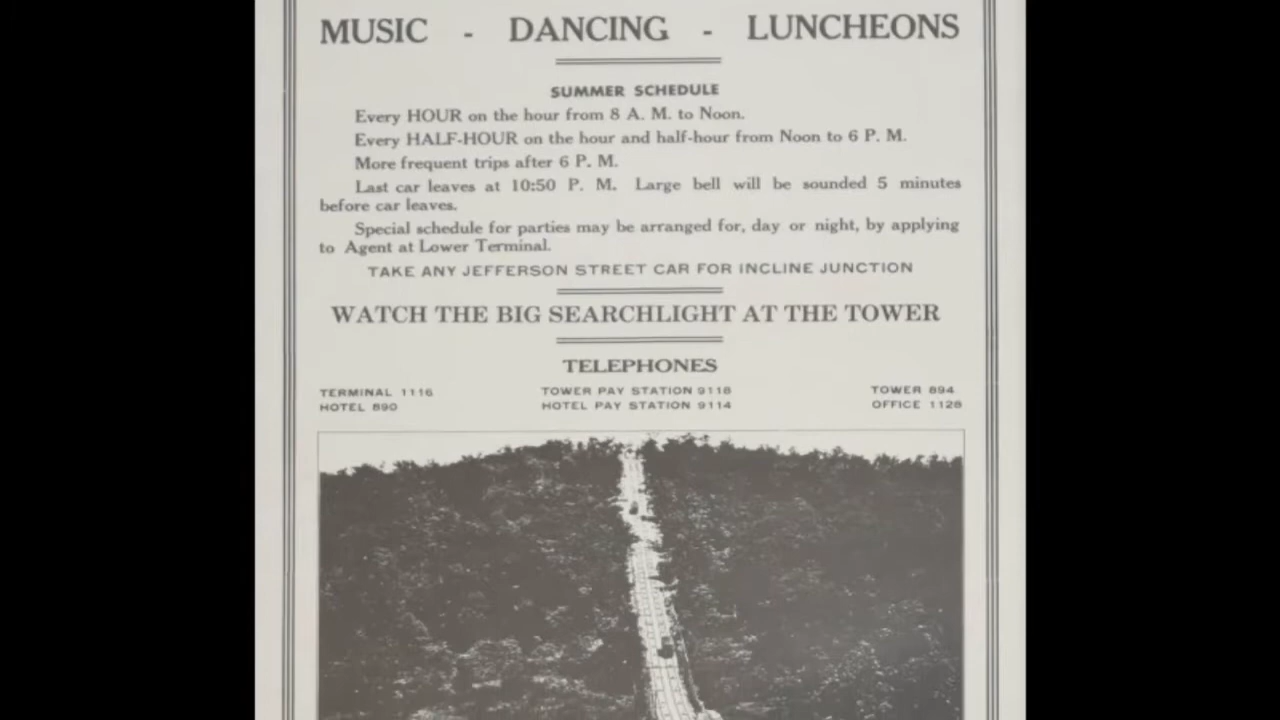 MUSIC - DANCING - LUNCHEONS
SUMMER SCHEDULE
Every HOUR on the hour from 8 A. M. to Noon.
Every HALF-HOUR on the hour and half-hour from Noon to 6 P. M.
More frequent trips after 6 P. M.
Last car leaves at 10:50 P. M. Large bell will be sounded 5 minutes
before car leaves.
Special schedule for parties may be arranged for, day or night, by applying
to Agent at Lower Terminal.
TAKE ANY JEFFERSON STREET CAR FOR INCLINE JUNCTION
WATCH THE BIG SEARCHLIGHT AT THE TOWER
TELEPHONES
TERMINAL 1116 TOWER PAY STATION 9118 TOWER 894
HOTEL 890 HOTEL PAY STATION 9114 OFFICE 1128